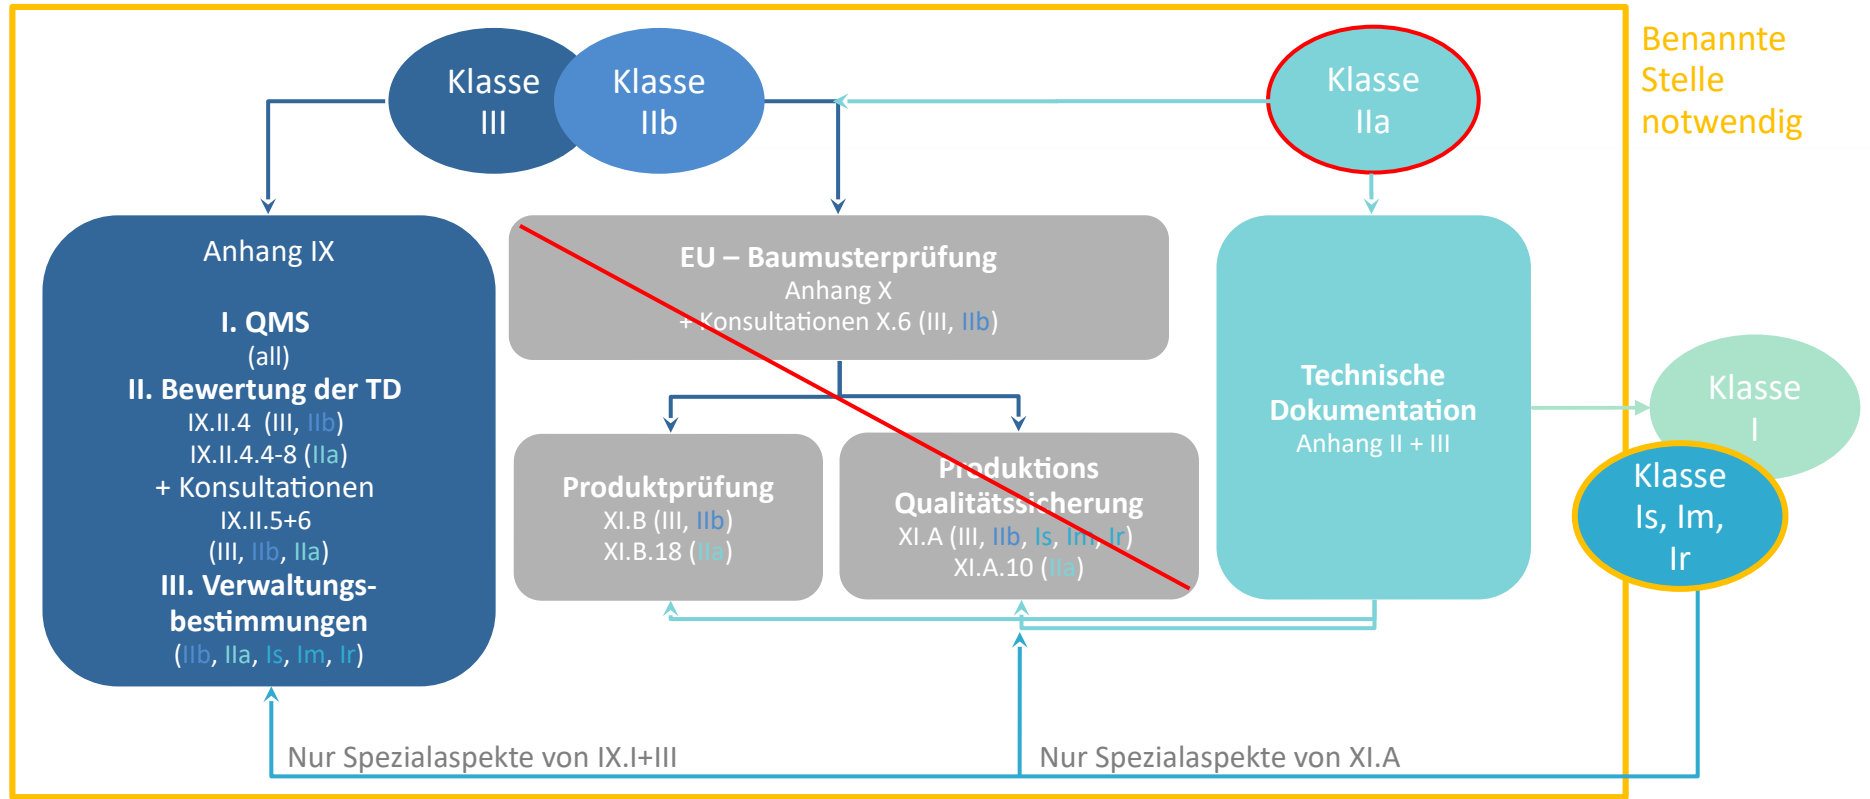 Klasse
III
Klasse
IIb
Klasse
IIa
Benannte
Stelle
notwendig
Anhang IX
I. QMS
(all)
II. Bewertung der TD
IX.II.4 (III, IIb)
IX.II.4.4-8 (IIa)
+ Konsultationen
IX.II.5+6
(III, IIb, IIa)
III. Verwaltungs-
bestimmungen
(IIb, IIa, Is, Im, Ir)
EU – Baumusterprüfung
Anhang X
+ Konsultationen X.6 (III, IIb)
Produktprüfung
XI.B (III, IIb)
XI.B.18 (IIa)
Produktions
Qualitätssicherung
XI.A (III, IIb, Is, Im, Ir)
XI.A.10 (IIa)
Technische
Dokumentation
Anhang II + III
Klasse
I
Klasse
Is, Im,
Ir
Nur Spezialaspekte von IX.I+III
Nur Spezialaspekte von XI.A